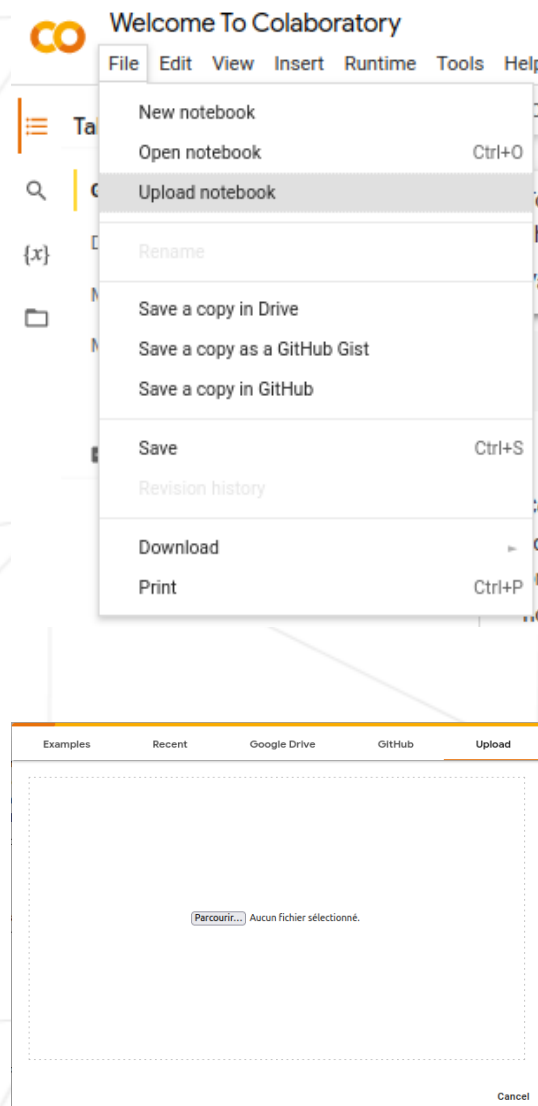 Welcome To Colaboratory
File Edit View Insert Runtime Tools Help
New notebook
Open notebook Ctrl+O
Upload notebook
Rename
Save a copy in Drive
Save a copy as a GitHub Gist
Save a copy in GitHub
Save Ctrl+S
Revision history
Download
Print Ctrl+P
{x}
Examples Recent Google Drive GitHub Upload
Parcourir... Aucun fichier sélectionné.
Cancel